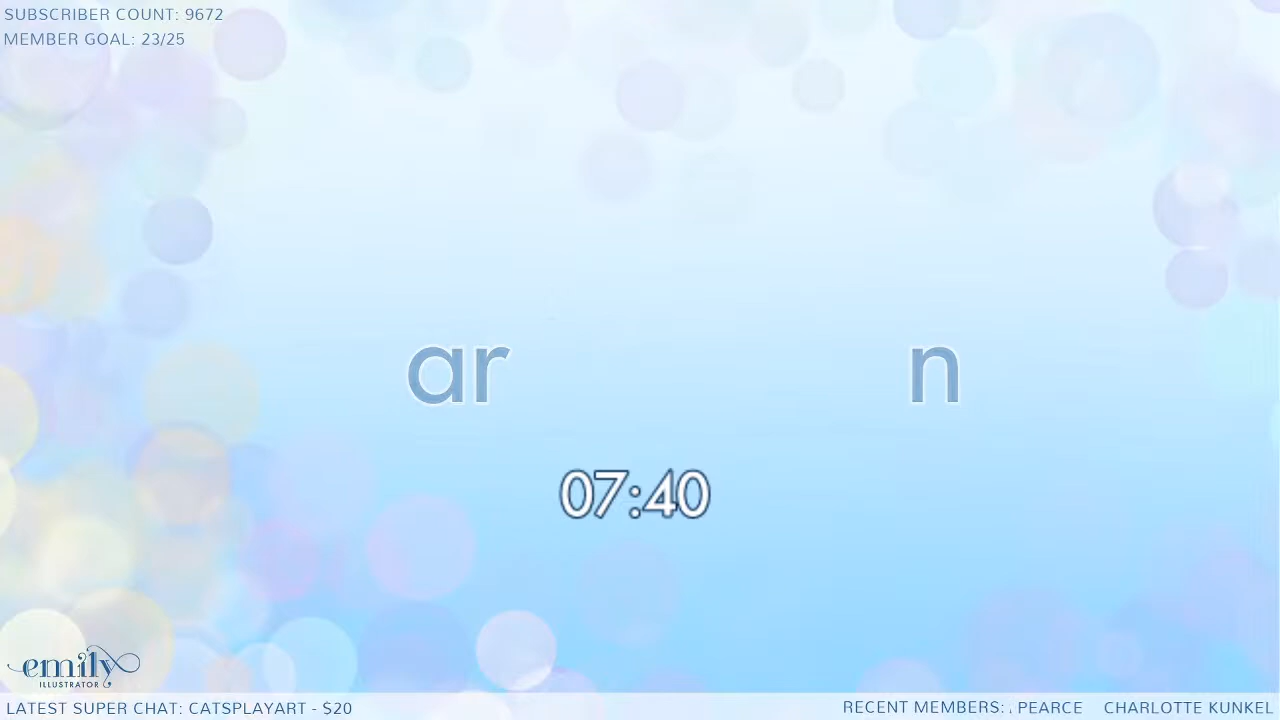 SUBSCRIBER COUNT: 9672
MEMBER GOAL: 23/25
ar n
07:40
emily
ILLUSTRATOR
LATEST SUPER CHAT: CATSPLAYART - $20
RECENT MEMBERS: . PEARCE CHARLOTTE KUNKEL